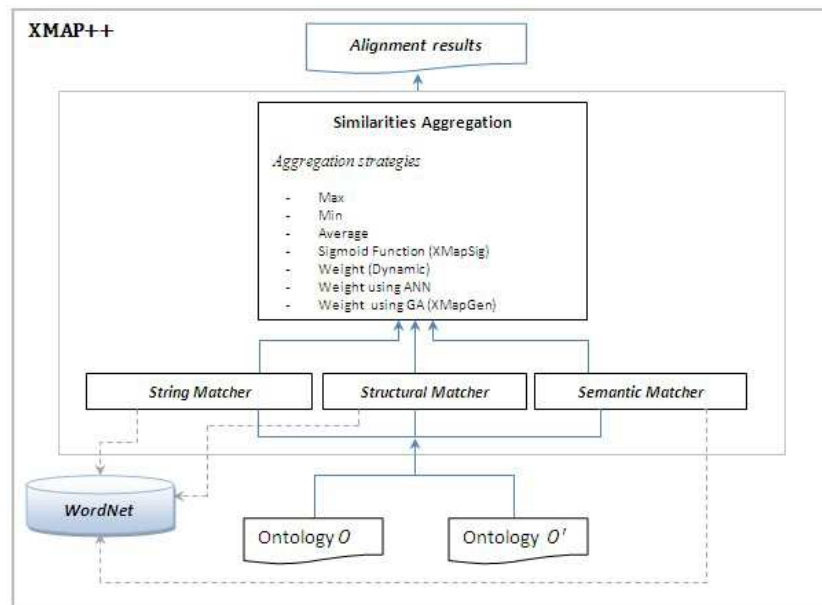 XMAP++
Alignment results
Similarities Aggregation
Aggregation strategies
- Max
- Min
- Average
- Sigmoid Function (XMapSig)
- Weight (Dynamic)
- Weight using ANN
- Weight using GA (XMapGen)
String Matcher
Structural Matcher
Semantic Matcher
WordNet
Ontology O
Ontology O'